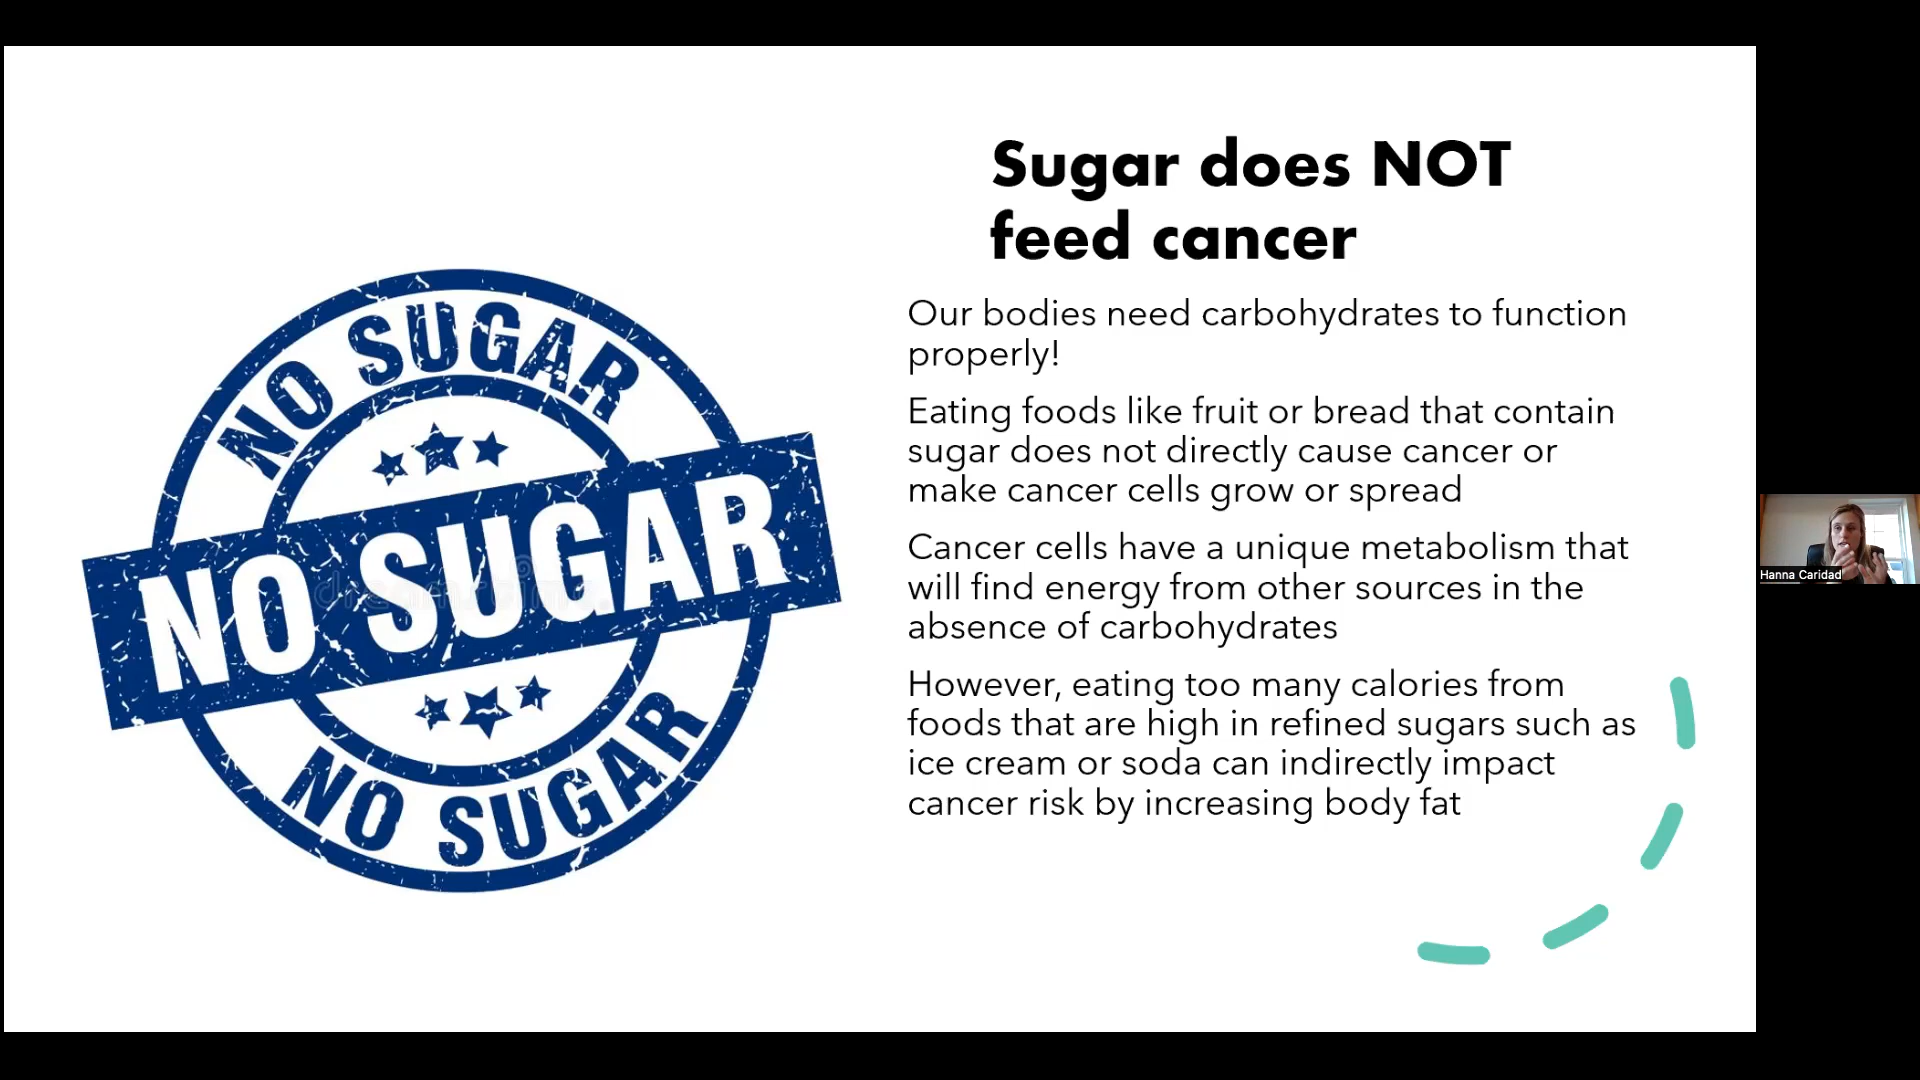 Sugar does NOT
feed cancer
Our bodies need carbohydrates to function
properly!
Eating foods like fruit or bread that contain
sugar does not directly cause cancer or
make cancer cells grow or spread
Cancer cells have a unique metabolism that
will find energy from other sources in the
absence of carbohydrates
However, eating too many calories from
foods that are high in refined sugars such as
ice cream or soda can indirectly impact
cancer risk by increasing body fat
NO SUGAR
NO SUGAR
NO SUGAR
Hanna Caridad